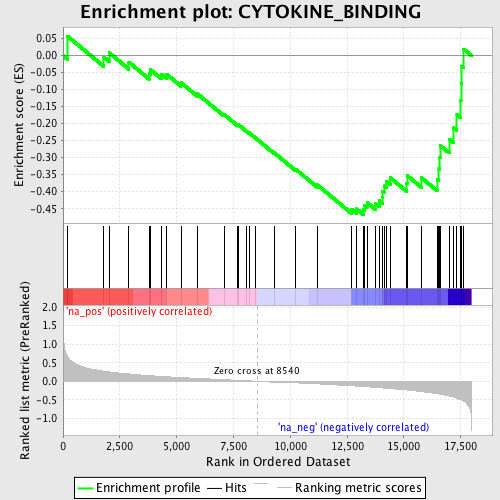 Enrichment plot: CYTOKINE_BINDING
Enrichment score (ES)
0.05
0.00
-0.05
-0.10
-0.15
-0.20
-0.25
-0.30
-0.35
-0.40
-0.45
'na_pos' (positively correlated)
Ranked list metric (PreRanked)
2.0
1.5
1.0
0.5
0.0
-0.5
-1.0
Zero cross at 8540
'na_neg' (negatively correlated)
0
2,500
5,000
7,500
10,000
12,500
15,000
17,500
Rank in Ordered Dataset
Enrichment profile
Hits
Ranking metric scores